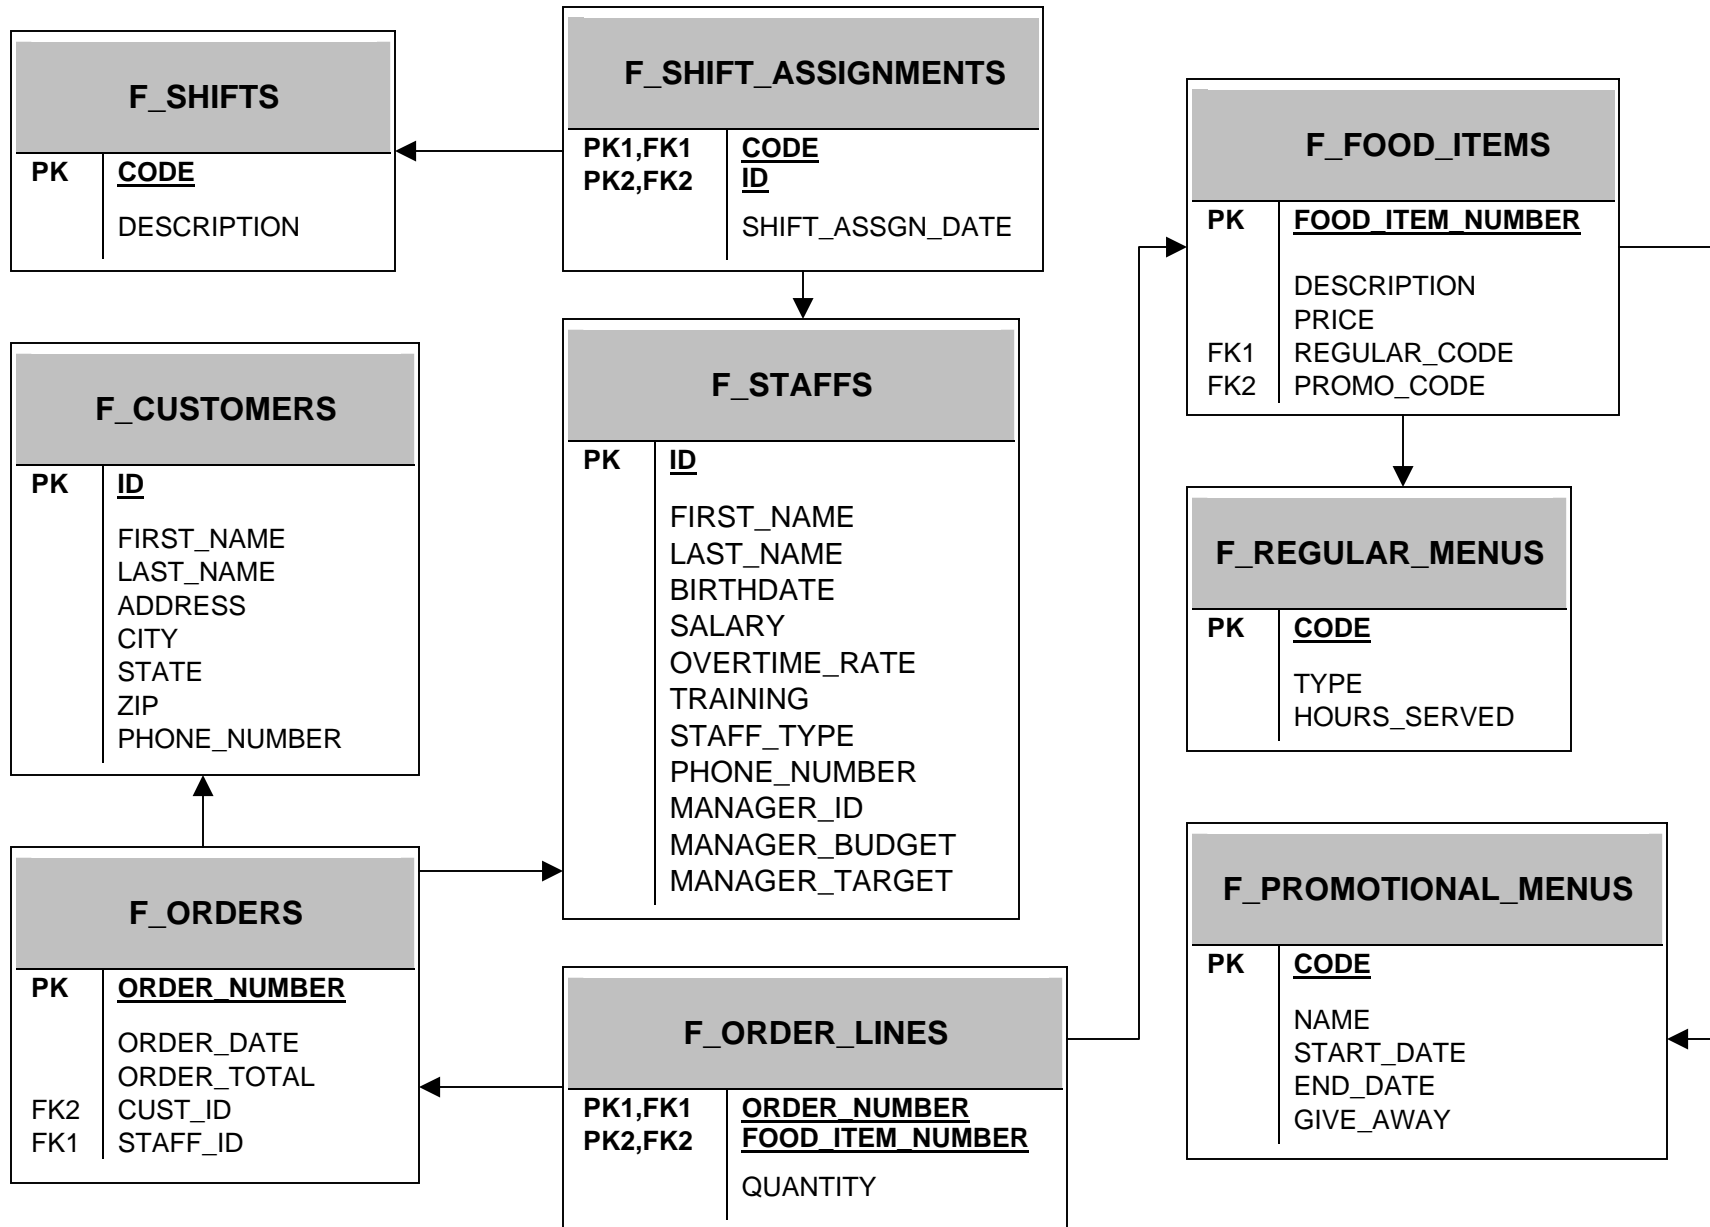 F_SHIFTS
PK CODE
DESCRIPTION
F_SHIFT_ASSIGNMENTS
PK1,FK1 CODE
PK2,FK2 ID
SHIFT_ASSGN_DATE
F_FOOD_ITEMS
PK FOOD_ITEM_NUMBER
DESCRIPTION
PRICE
FK1 REGULAR_CODE
FK2 PROMO_CODE
F_CUSTOMERS
PK ID
FIRST_NAME
LAST_NAME
ADDRESS
CITY
STATE
ZIP
PHONE_NUMBER
F_STAFFS
PK ID
FIRST_NAME
LAST_NAME
BIRTHDATE
SALARY
OVERTIME_RATE
TRAINING
STAFF_TYPE
PHONE_NUMBER
MANAGER_ID
MANAGER_BUDGET
MANAGER_TARGET
F_REGULAR_MENUS
PK CODE
TYPE
HOURS_SERVED
F_ORDERS
PK ORDER_NUMBER
ORDER_DATE
ORDER_TOTAL
FK2 CUST_ID
FK1 STAFF_ID
F_ORDER_LINES
PK1,FK1 ORDER_NUMBER
PK2,FK2 FOOD_ITEM_NUMBER
QUANTITY
F_PROMOTIONAL_MENUS
PK CODE
NAME
START_DATE
END_DATE
GIVE_AWAY